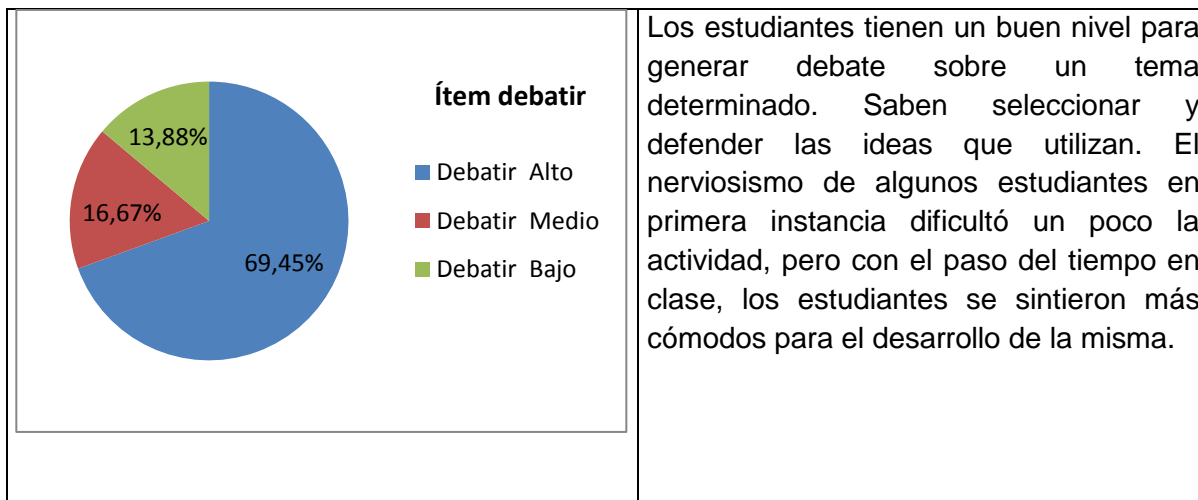 Ítem debatir
13,88%
16,67%
69,45%
Debatir Alto
Debatir Medio
Debatir Bajo
Los estudiantes tienen un buen nivel para
generar debate sobre un tema
determinado. Saben seleccionar y
defender las ideas que utilizan. El
nerviosismo de algunos estudiantes en
primera instancia dificultó un poco la
actividad, pero con el paso del tiempo en
clase, los estudiantes se sintieron más
cómodos para el desarrollo de la misma.